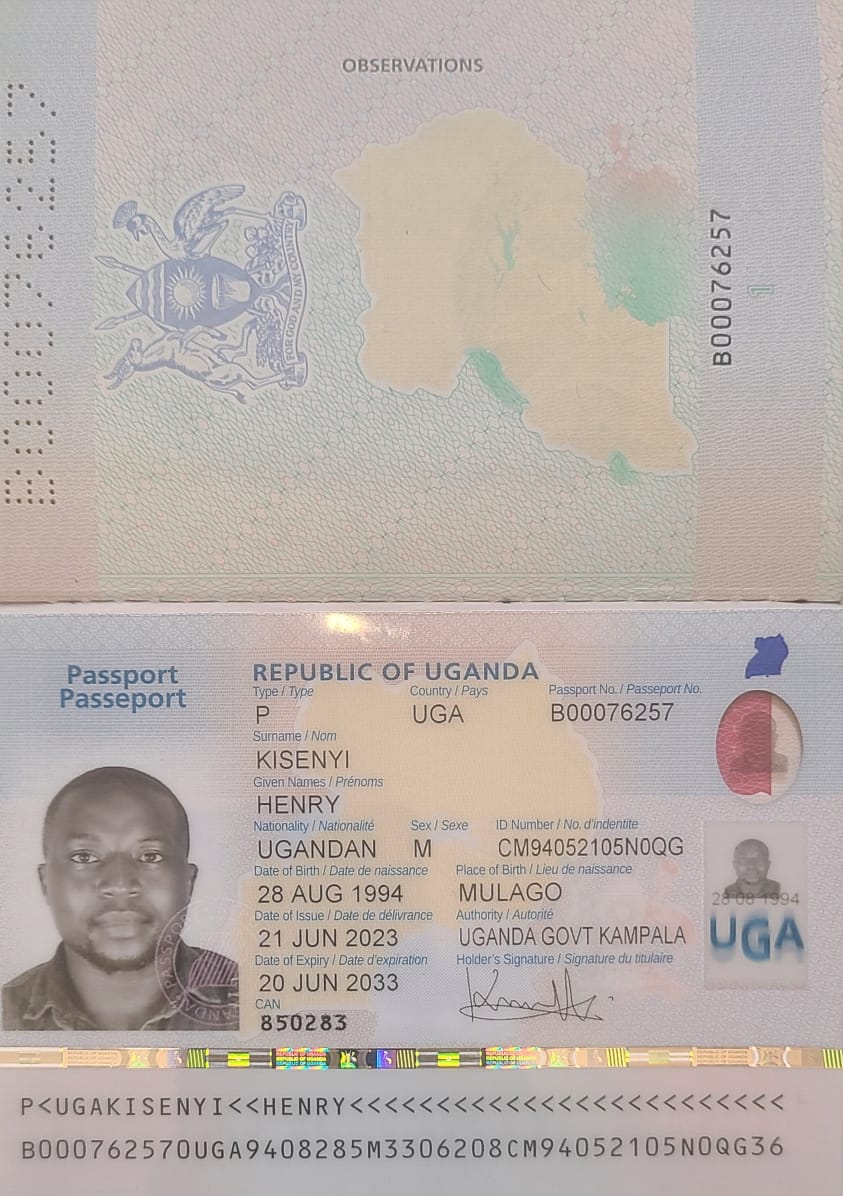 OBSERVATIONS
B00076257
FOR GOD AND MY COUNTRY
B00076257
1
Passport
Passeport
REPUBLIC OF UGANDA
Type / Type Country / Pays Passport No. / Passeport No.
P UGA B00076257
Surname / Nom
KISENYI
Given Names / Prénoms
HENRY
Nationality / Nationalité Sex / Sexe ID Number / No. d'identite
UGANDAN M CM94052105N0QG
Date of Birth / Date de naissance Place of Birth / Lieu de naissance
28 AUG 1994 MULAGO
28 08 1994
Date of Issue / Date de délivrance Authority / Autorité
21 JUN 2023 UGANDA GOVT KAMPALA
UGA
Date of Expiry / Date d'expiration Holder's Signature / Signature du titulaire
20 JUN 2033
CAN
850283
REPUBLIC OF UGANDA
P<UGAKISENYI<<HENRY<<<<<<<<<<<<<<<<<<<<<<<<<
B000762570UGA9408285M3306208CM94052105N0QG36